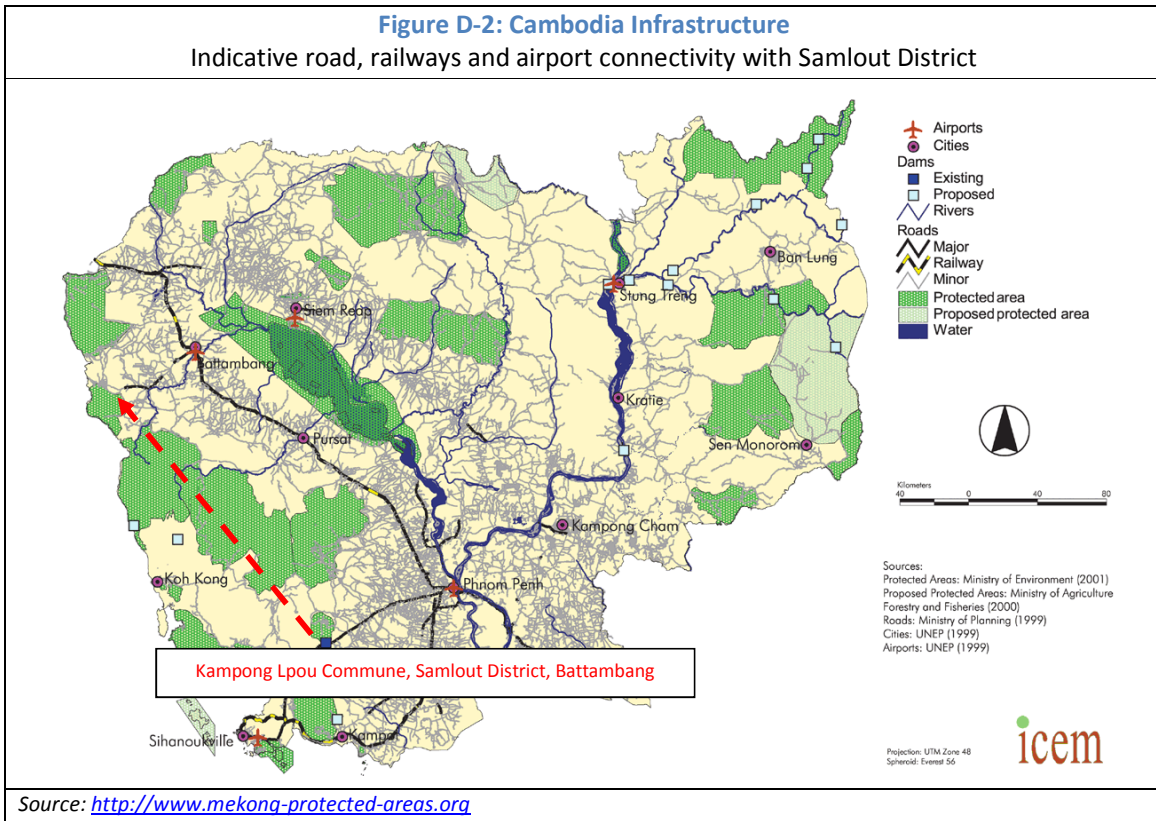 Figure D-2: Cambodia Infrastructure
Indicative road, railways and airport connectivity with Samlout District
Airports
Cities
Dams
Existing
Proposed
Rivers
Roads
Major
Railway
Minor
Protected area
Proposed protected area
Water
Ban Lung
Stung Treng
Siem Reap
Battambang
Kratie
Pursat
Sen Monorom
Kilometers
40 0 40 80
Kampong Cham
Koh Kong
Phnom Penh
Sources:
Protected Areas: Ministry of Environment (2001)
Proposed Protected Areas: Ministry of Agriculture
Forestry and Fisheries (2000)
Roads: Ministry of Planning (1999)
Cities: UNEP (1999)
Airports: UNEP (1999)
Kampong Lpou Commune, Samlout District, Battambang
Sihanoukville
Kampot
Projection: UTM Zone 48
Spheroid: Everest 56
icem
Source: http://www.mekong-protected-areas.org